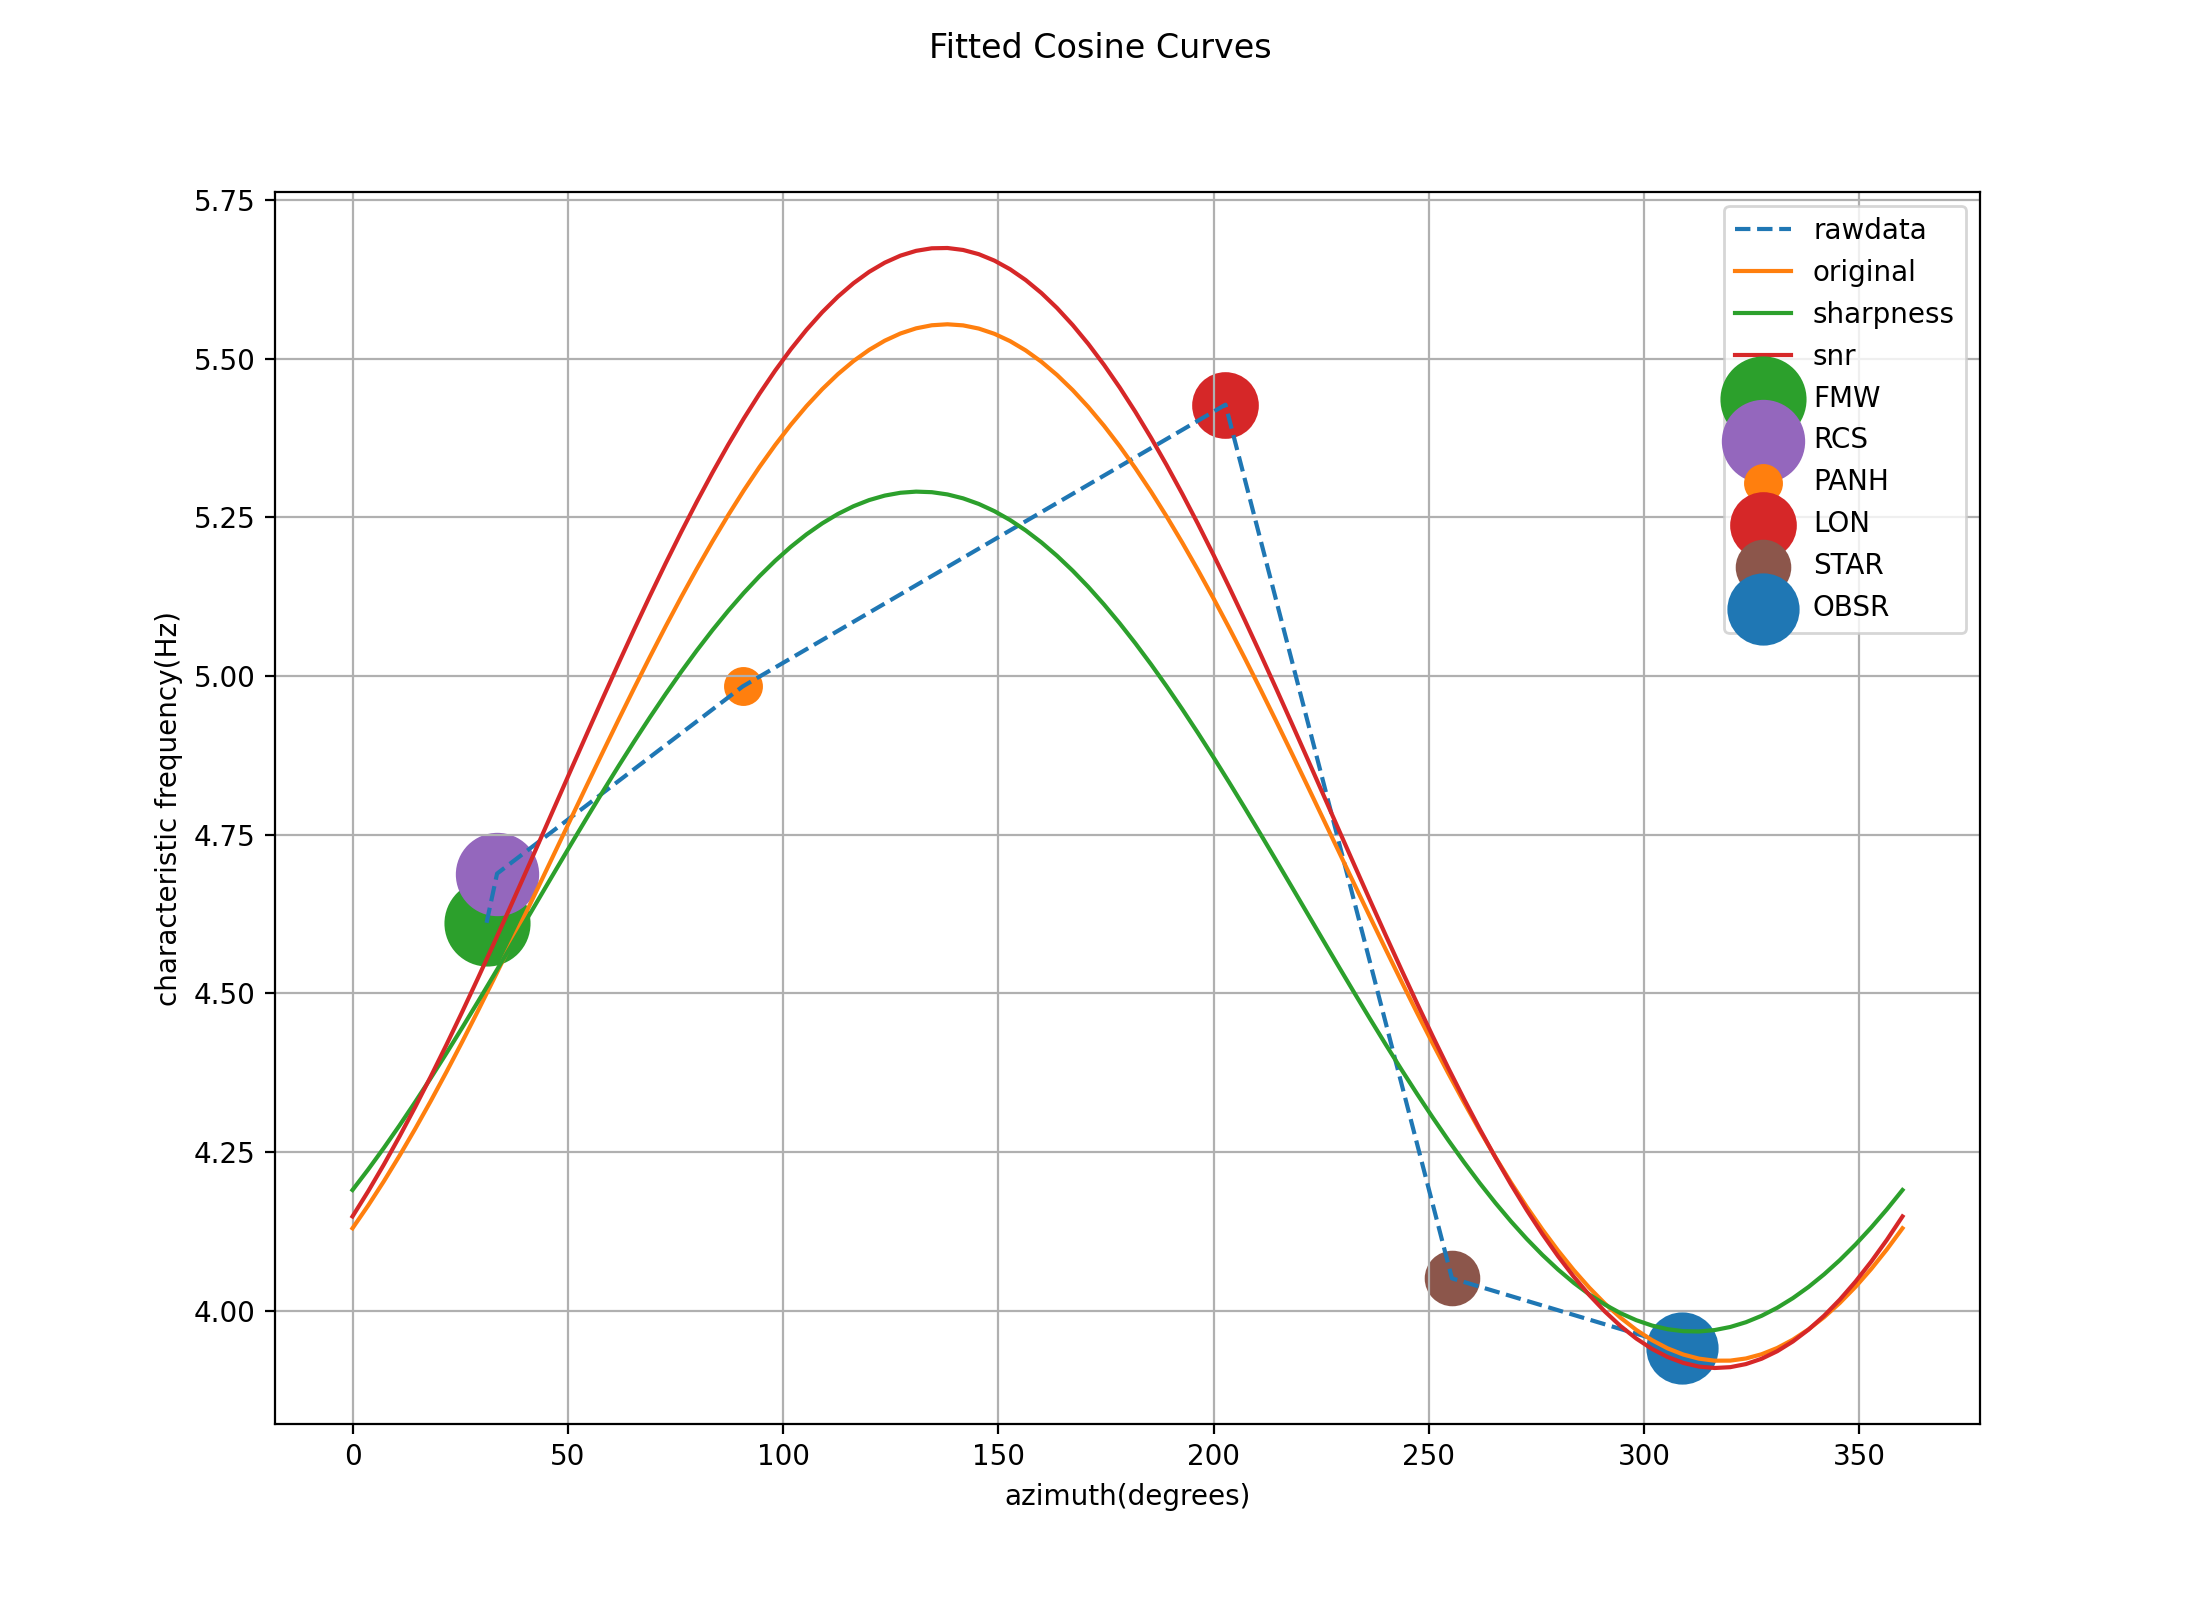 Fitted Cosine Curves
5.75
5.50
5.25
5.00
4.75
4.50
4.25
4.00
characteristic frequency(Hz)
rawdata
original
sharpness
snr
FMW
RCS
PANH
LON
STAR
OBSR
0 50 100 150 200 250 300 350
azimuth(degrees)